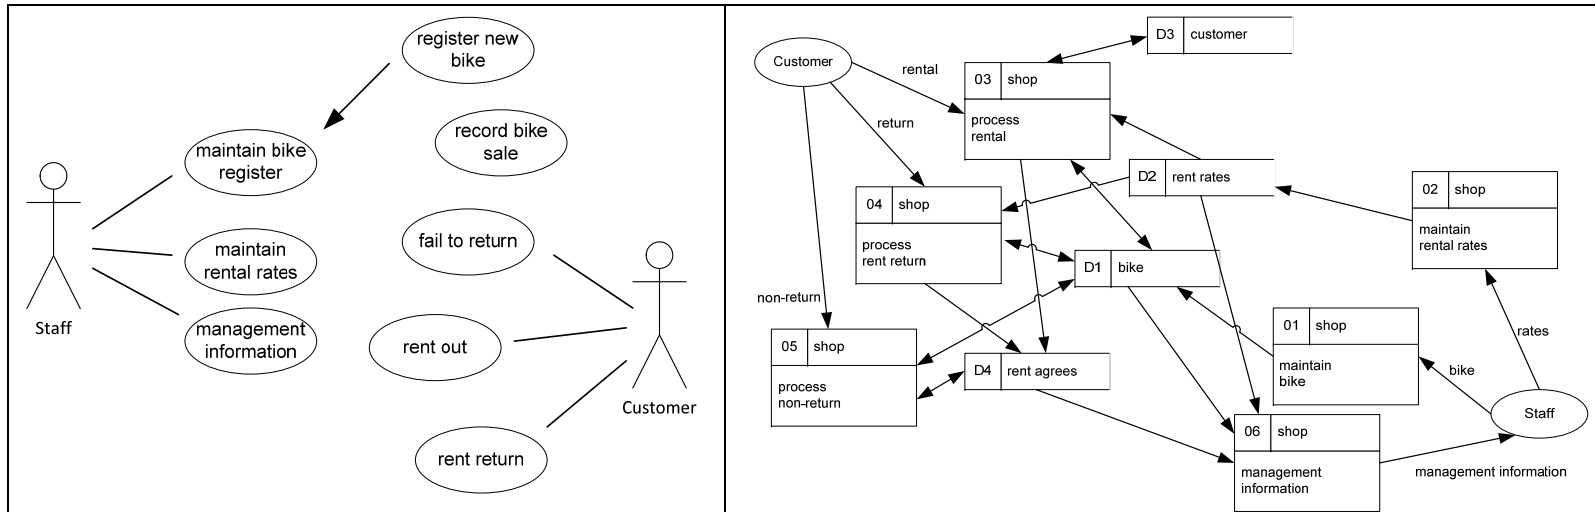 register new
bike
record bike
sale
maintain bike
register
fail to return
maintain
rental rates
Staff
management
information
rent out
Customer
rent return
D3 customer
Customer
rental
03 shop
process
rental
return
D2 rent rates
02 shop
maintain
rental rates
04 shop
process
rent return
D1 bike
non-return
05 shop
process
non-return
D4 rent agrees
01 shop
maintain
bike
rates
bike
Staff
06 shop
management
information
management information